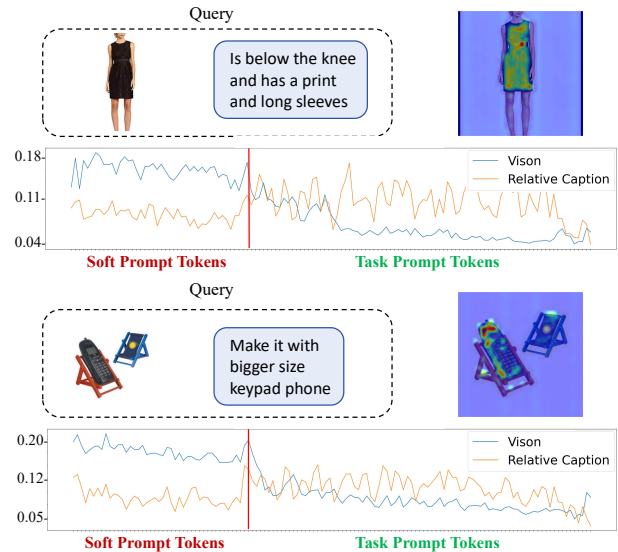 Query
Is below the knee
and has a print
and long sleeves
0.18
0.11
0.04
Vison
Relative Caption
Soft Prompt Tokens
Task Prompt Tokens
Query
Make it with
bigger size
keypad phone
0.20
0.12
0.05
Vison
Relative Caption
Soft Prompt Tokens
Task Prompt Tokens